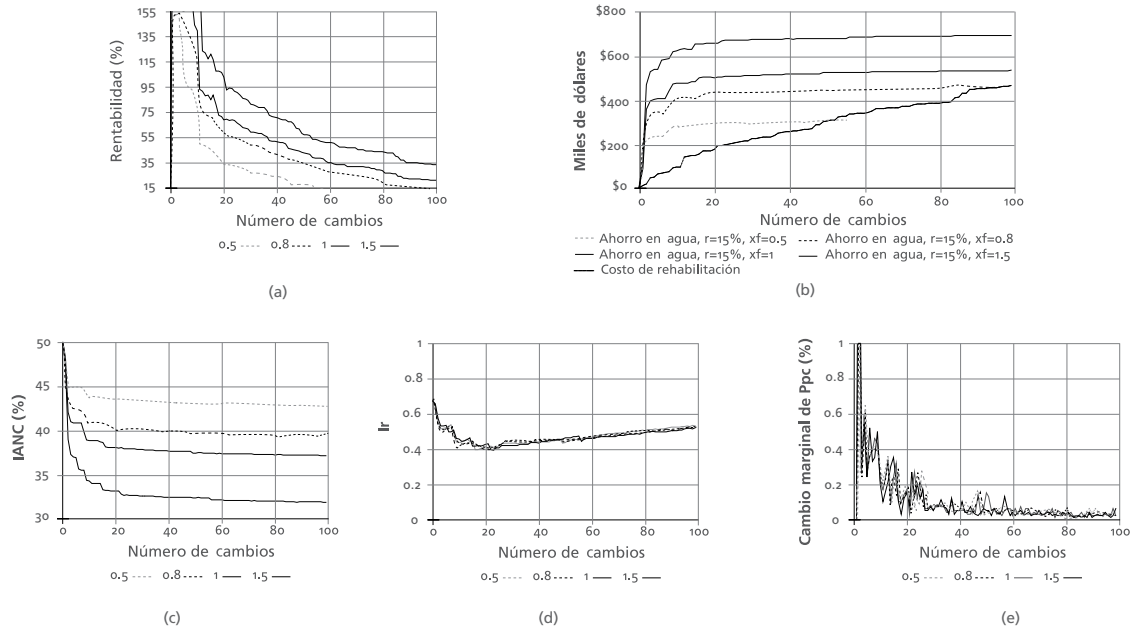 Rentabilidad (%)
155
135
115
95
75
55
35
15
0 20 40 60 80 100
Número de cambios
0.5 0.8 1 1.5
(a)
Miles de dólares
$800
$600
$400
$200
$0
0 20 40 60 80 100
Número de cambios
Ahorro en agua, r=15%, xf=0.5 Ahorro en agua, r=15%, xf=0.8
Ahorro en agua, r=15%, xf=1 Ahorro en agua, r=15%, xf=1.5
Costo de rehabilitación
(b)
IANC (%)
50
45
40
35
30
0 20 40 60 80 100
Número de cambios
0.5 0.8 1 1.5
(c)
Ir
1
0.8
0.6
0.4
0.2
0
0 20 40 60 80 100
Número de cambios
0.5 0.8 1 1.5
(d)
Cambio marginal de Ppc (%)
1
0.8
0.6
0.4
0.2
0
0 20 40 60 80 100
Número de cambios
0.5 0.8 1 1.5
(e)